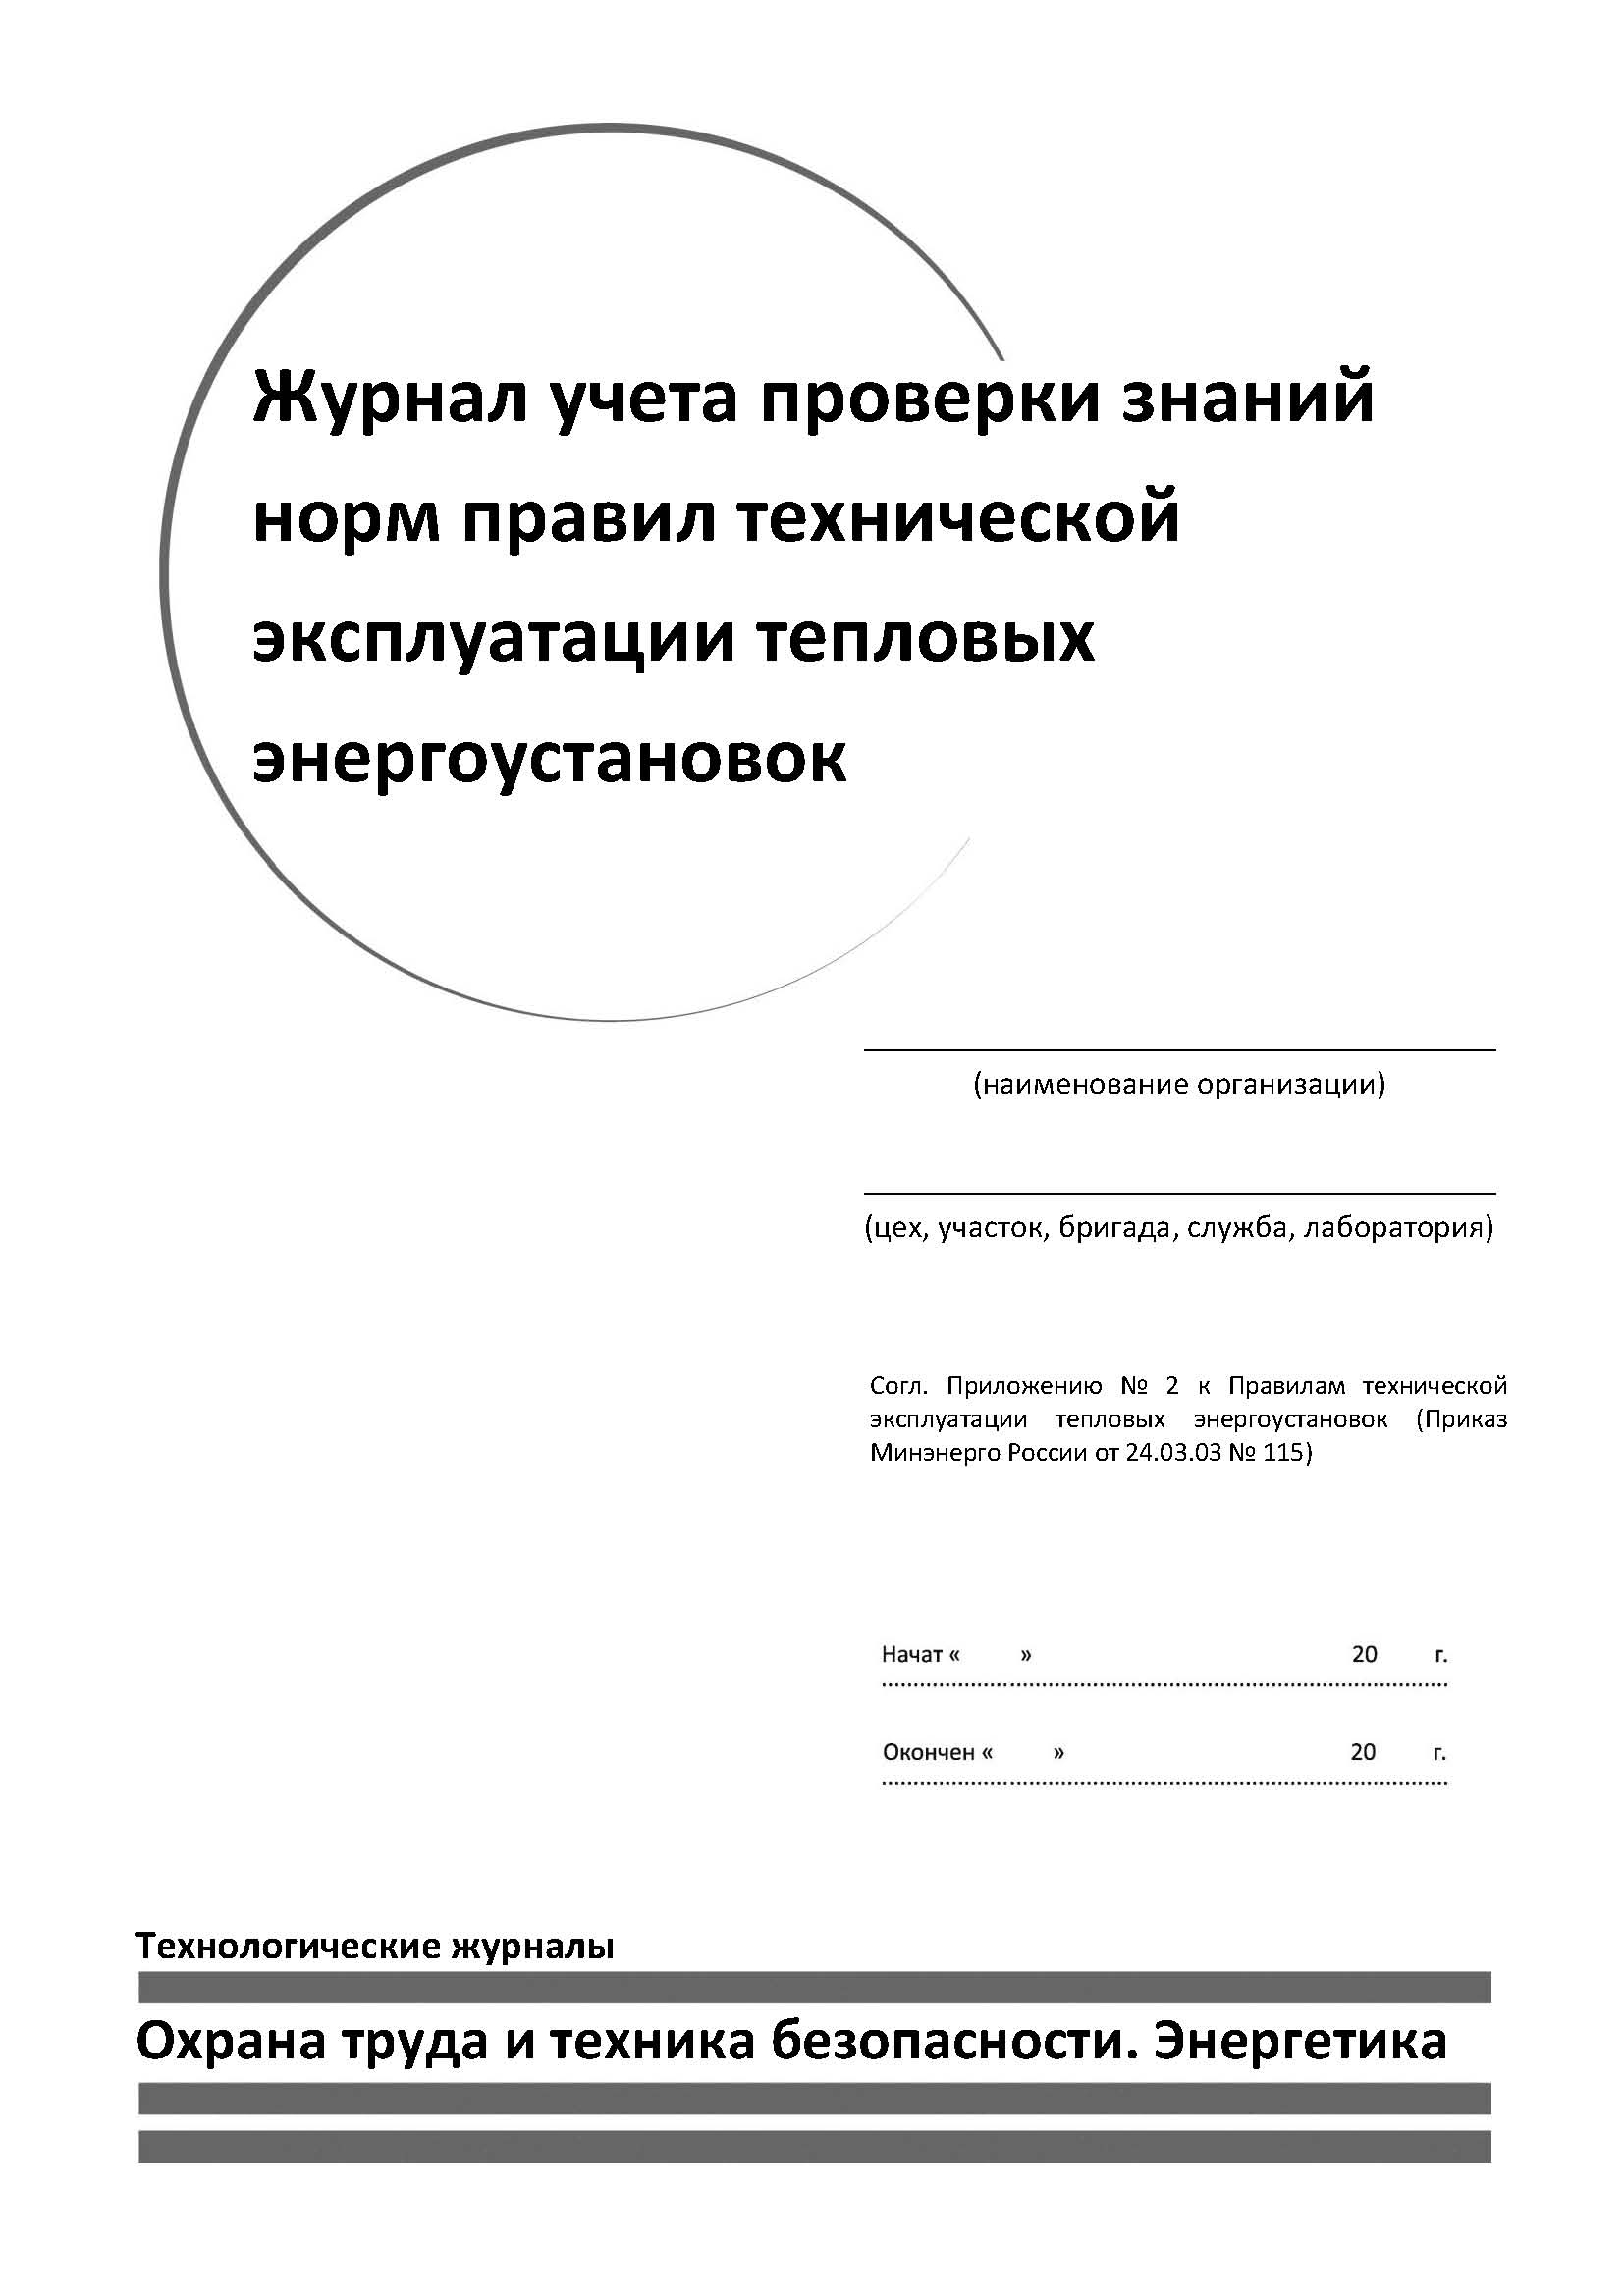 Журнал учета проверки знаний
норм правил технической
эксплуатации тепловых
энергоустановок
(наименование организации)
(цех, участок, бригада, служба, лаборатория)
Согл. Приложению № 2 к Правилам технической
эксплуатации тепловых энергоустановок (Приказ
Минэнерго России от 24.03.03 № 115)
Начат « » 20 г.
Окончен « » 20 г.
Технологические журналы
Охрана труда и техника безопасности. Энергетика